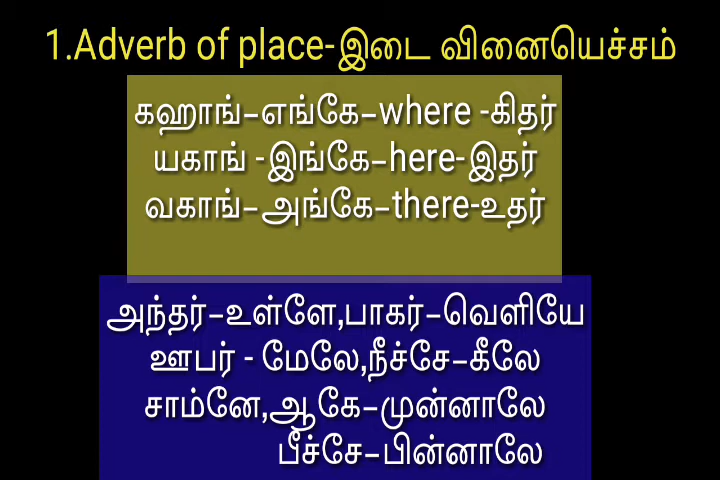 1.Adverb of place-இடை வினையெச்சம்
கஹாங்–எங்கே–where -கிதர்
யகாங் -இங்கே–here-இதர்
வகாங்–அங்கே–there-உதர்
அந்தர்–உள்ளே,பாகர்–வெளியே
ஊபர் - மேலே,நீச்சே–கீலே
சாம்னே,ஆகே–முன்னாலே
பீச்சே–பின்னாலே